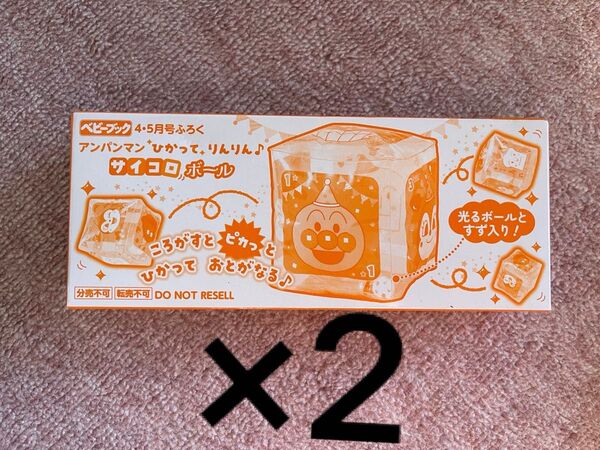 ベビーブック 4・5月号ふろく
アンパンマン ひかって りんりん♪
サイコロ ボール
ころがすと ピカっと
ひかって おとがなる♪
光るボールと
すず入り!
1
1
分売不可 転売不可 DO NOT RESELL
×2